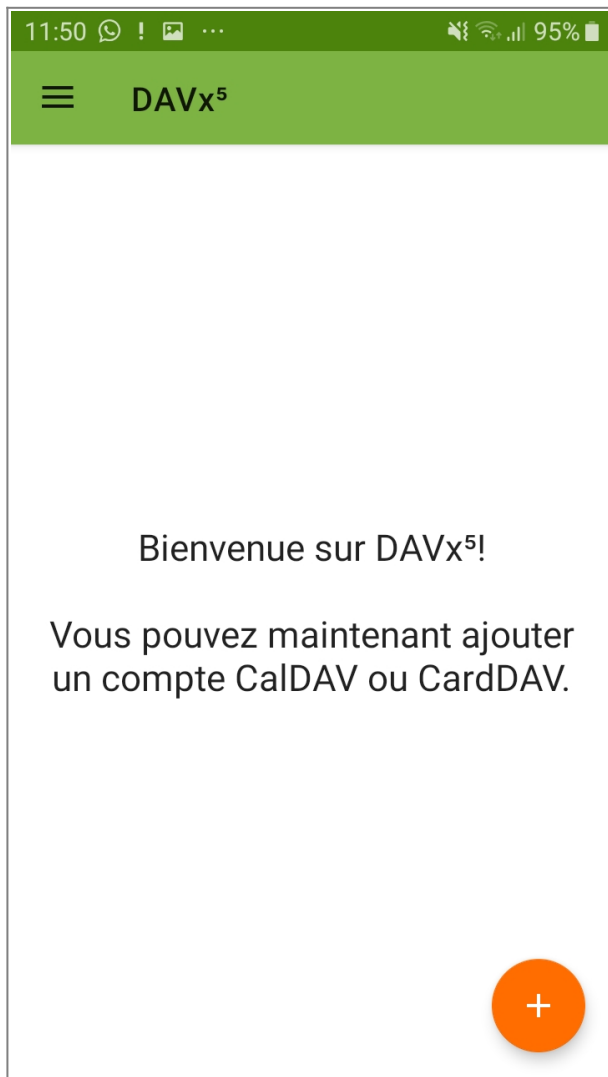 11:50 ! ... 95%
DAVx⁵
Bienvenue sur DAVx⁵!
Vous pouvez maintenant ajouter
un compte CalDAV ou CardDAV.
+